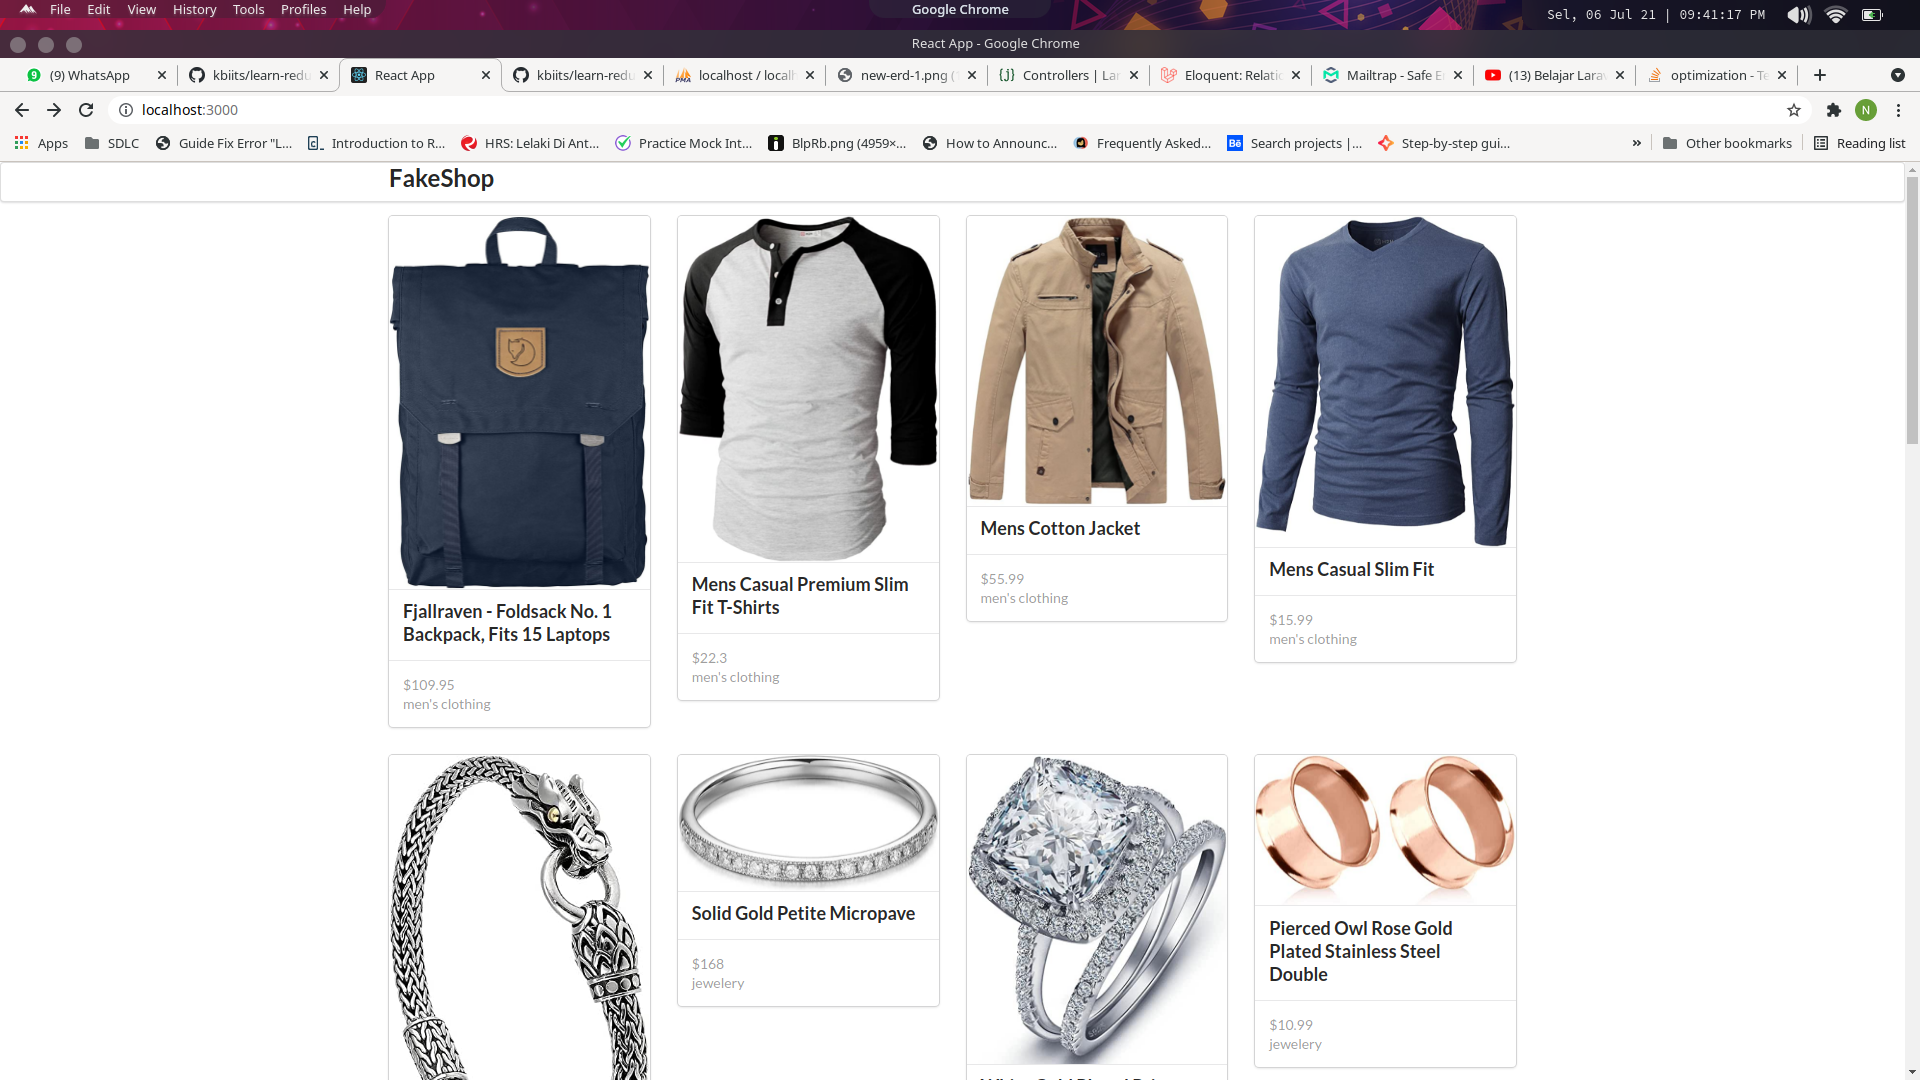 File Edit View History Tools Profiles Help
Google Chrome
Sel, 06 Jul 21 | 09:41:17 PM
React App - Google Chrome
(9) WhatsApp
kbiits/learn-redu
React App
kbiits/learn-redu
localhost / localh
new-erd-1.png (
Controllers | Lar
Eloquent: Relatio
Mailtrap - Safe E
(13) Belajar Larav
optimization - Te
localhost:3000
N
Apps
SDLC
Guide Fix Error "L...
Introduction to R...
HRS: Lelaki Di Ant...
Practice Mock Int...
BlpRb.png (4959×...
How to Announc...
Frequently Asked...
Search projects |...
Step-by-step gui...
»
Other bookmarks
Reading list
FakeShop
Fjallraven - Foldsack No. 1
Backpack, Fits 15 Laptops
$109.95
men's clothing
Mens Casual Premium Slim
Fit T-Shirts
$22.3
men's clothing
Mens Cotton Jacket
$55.99
men's clothing
Mens Casual Slim Fit
$15.99
men's clothing
Solid Gold Petite Micropave
$168
jewelery
Pierced Owl Rose Gold
Plated Stainless Steel
Double
$10.99
jewelery